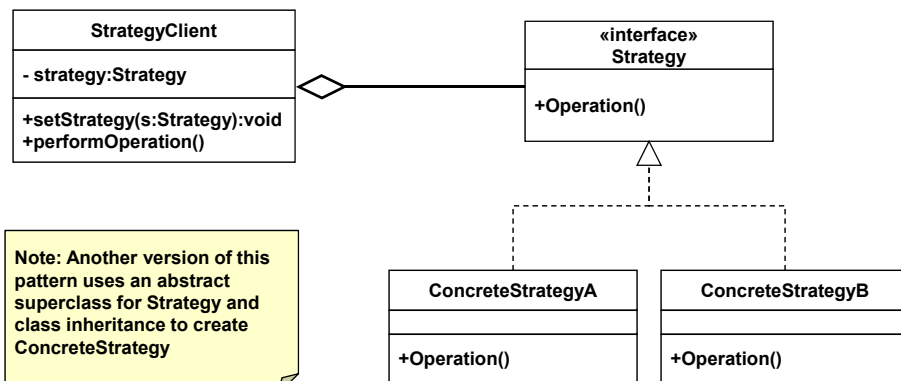 StrategyClient
- strategy:Strategy
+setStrategy(s:Strategy):void
+performOperation()
«interface»
Strategy
+Operation()
Note: Another version of this
pattern uses an abstract
superclass for Strategy and
class inheritance to create
ConcreteStrategy
ConcreteStrategyA
+Operation()
ConcreteStrategyB
+Operation()